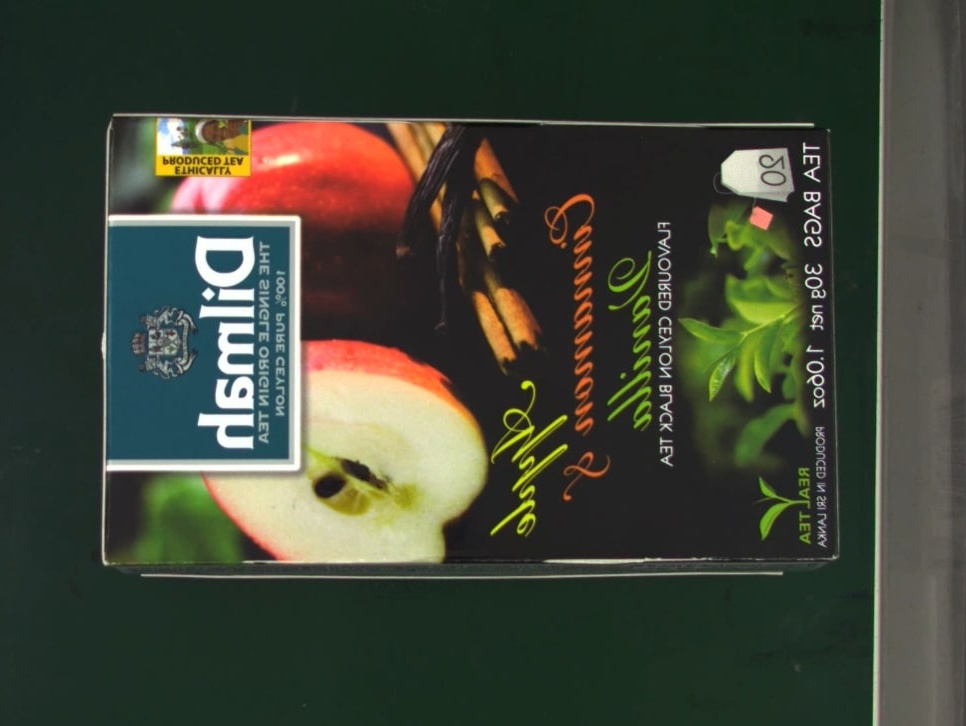 Dilmah
THE SINGLE ORIGIN TEA
100% PURE CEYLON
ETHICALLY
PRODUCED TEA
Apple
Cinnamon &
Vanilla
FLAVOURED CEYLON BLACK TEA
20
TEA BAGS 30g net 1.06oz
REAL TEA
PRODUCED IN SRI LANKA